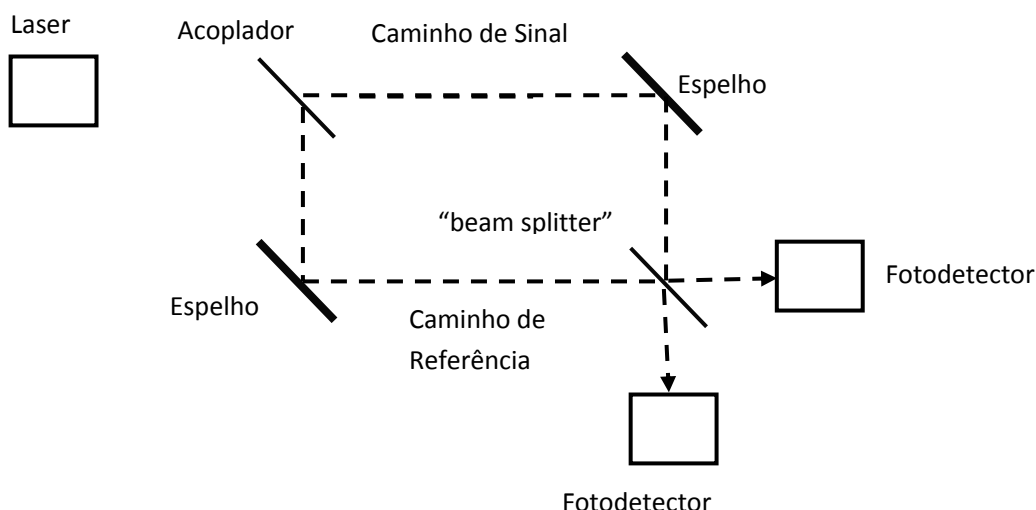 Laser
Acoplador
Caminho de Sinal
Espelho
“beam splitter”
Fotodetector
Espelho
Caminho de
Referência
Fotodetector